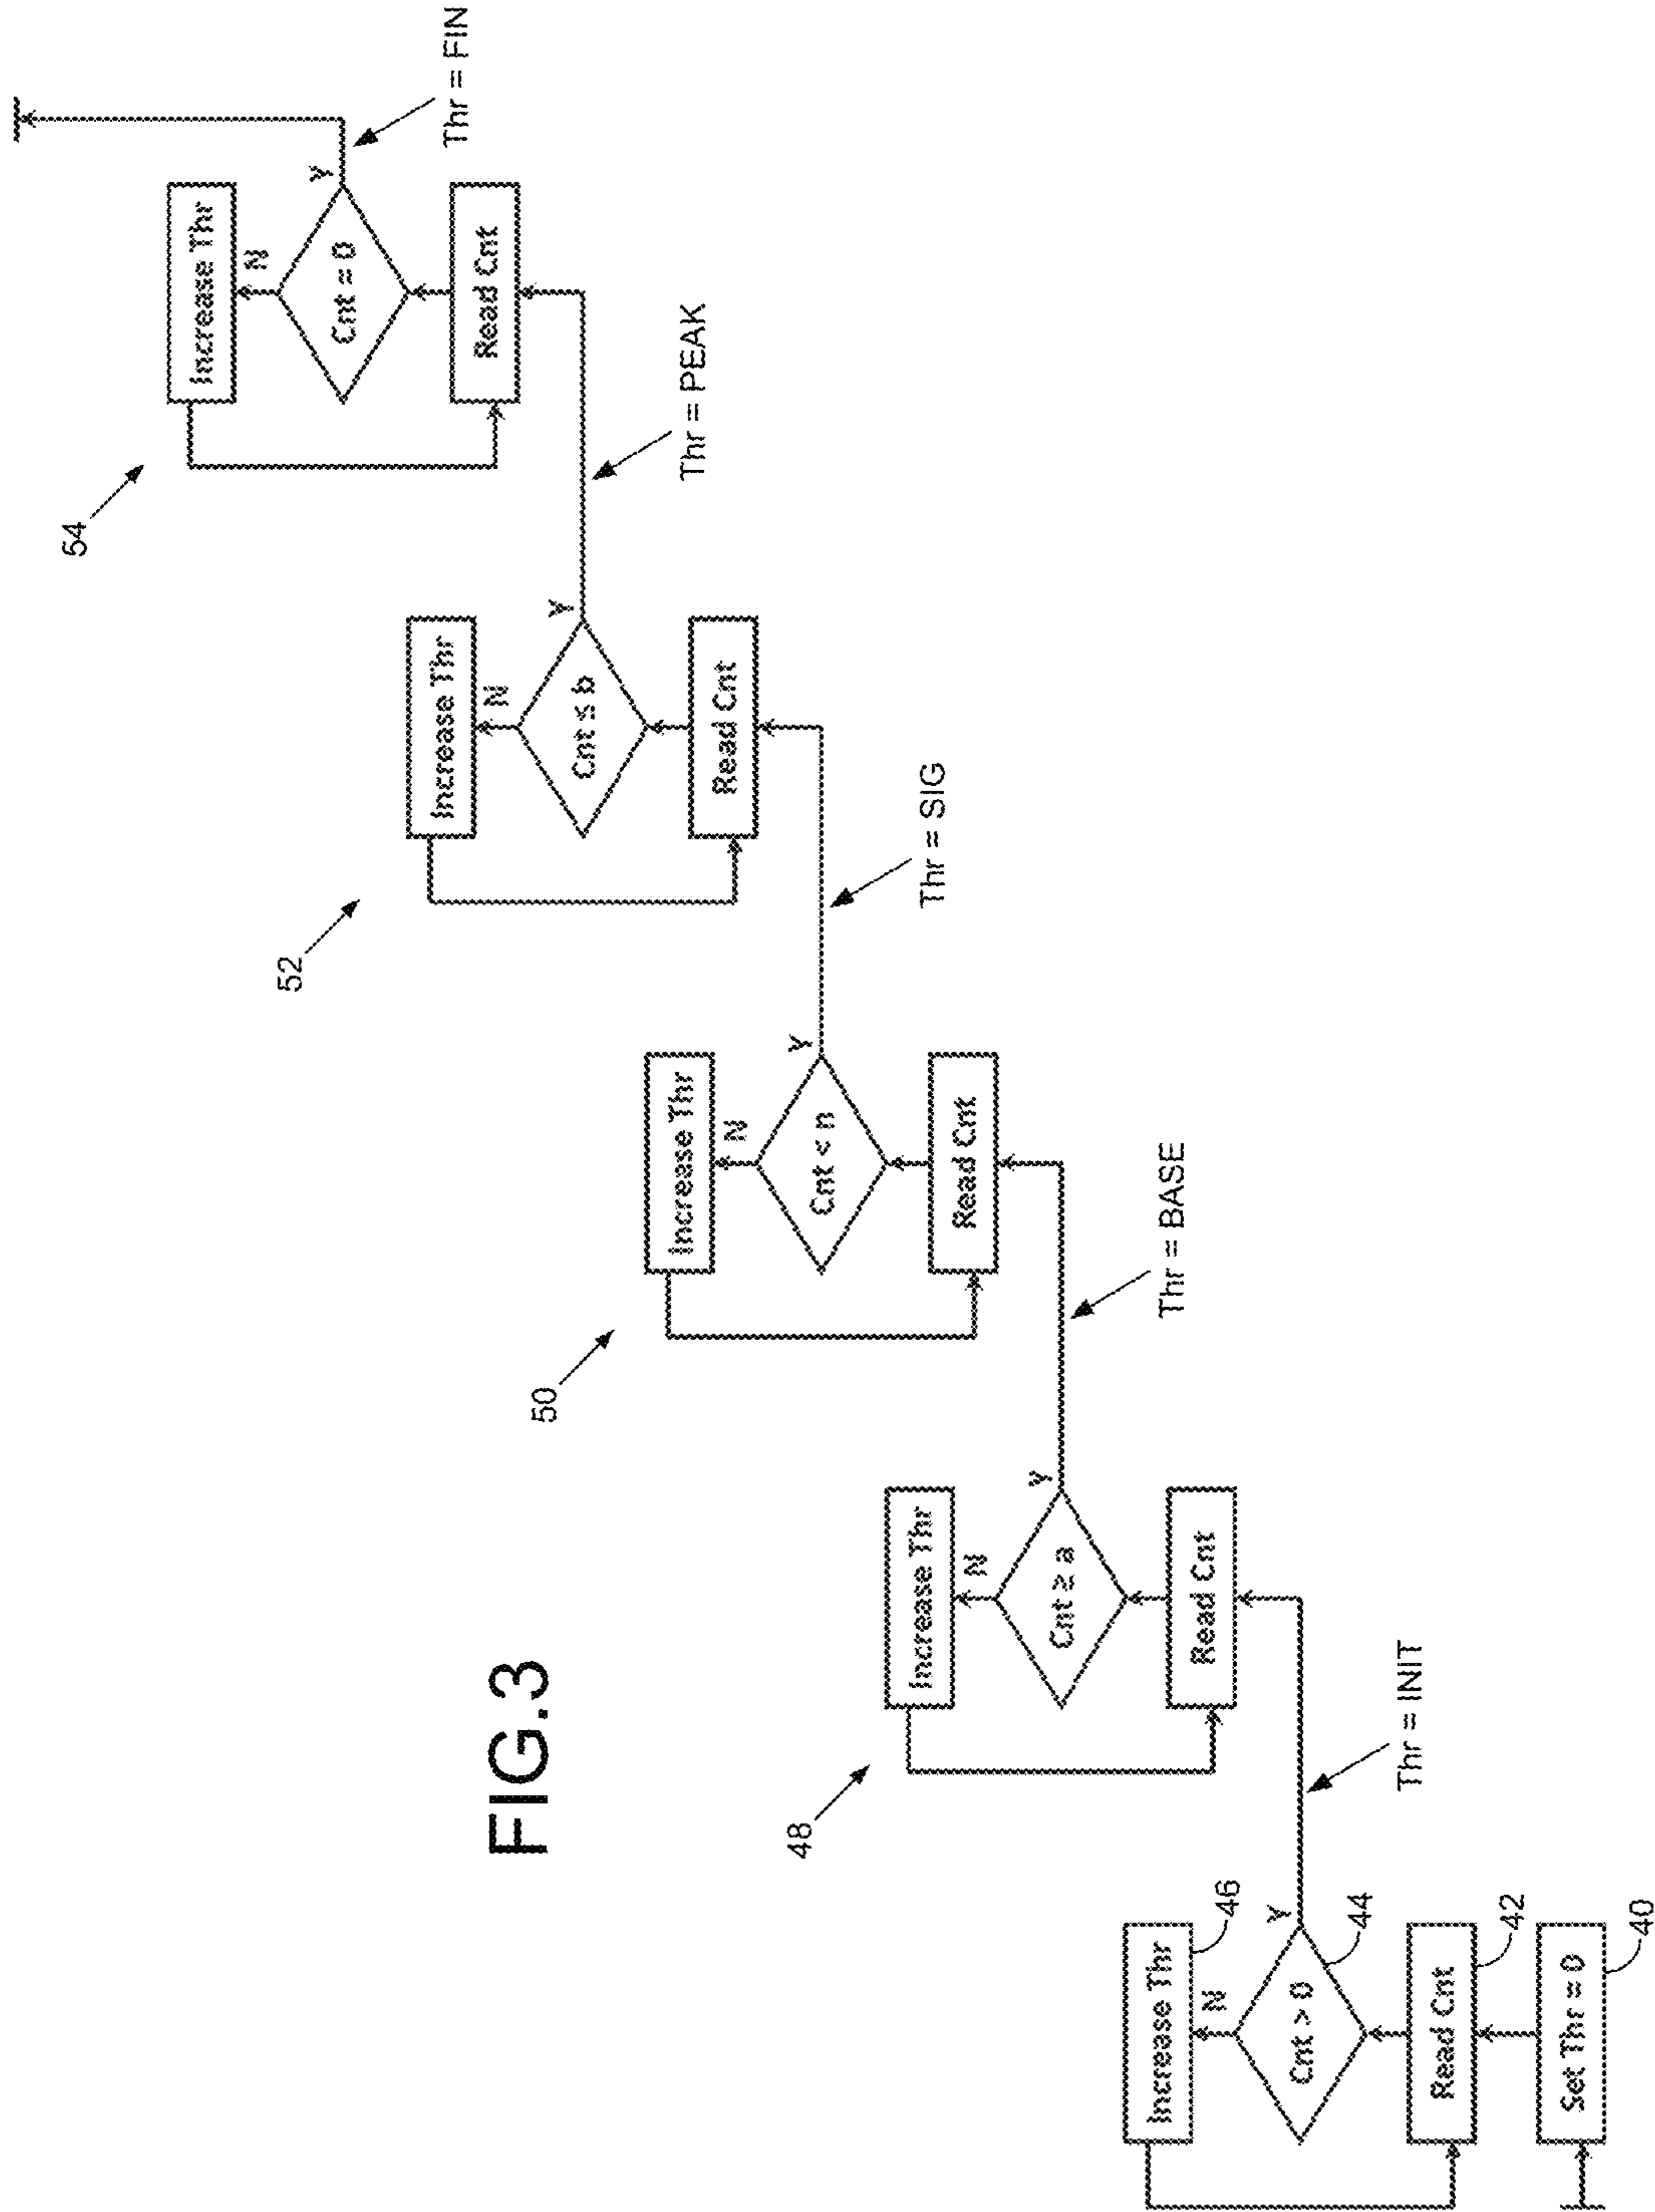 FIG.3
Set Thr = 0
40
Read Cnt
42
Cnt > 0
44
Y
N
Increase Thr
46
Thr = INIT
48
Read Cnt
Cnt ≥ a
Y
N
Increase Thr
Thr = BASE
50
Read Cnt
Cnt < n
Y
N
Increase Thr
Thr = SIG
52
Read Cnt
Cnt ≤ b
Y
N
Increase Thr
Thr = PEAK
54
Read Cnt
Cnt = 0
Y
N
Increase Thr
Thr = FIN